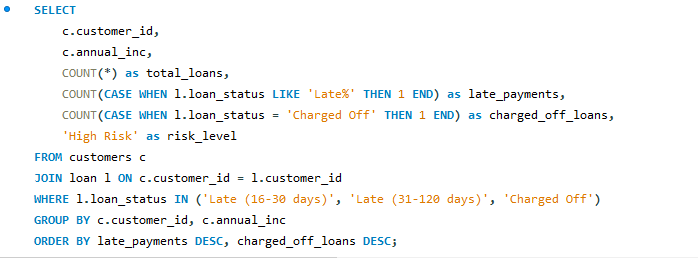 SELECT
c.customer_id,
c.annual_inc,
COUNT(*) as total_loans,
COUNT(CASE WHEN l.loan_status LIKE 'Late%' THEN 1 END) as late_payments,
COUNT(CASE WHEN l.loan_status = 'Charged Off' THEN 1 END) as charged_off_loans,
'High Risk' as risk_level
FROM customers c
JOIN loan l ON c.customer_id = l.customer_id
WHERE l.loan_status IN ('Late (16-30 days)', 'Late (31-120 days)', 'Charged Off')
GROUP BY c.customer_id, c.annual_inc
ORDER BY late_payments DESC, charged_off_loans DESC;